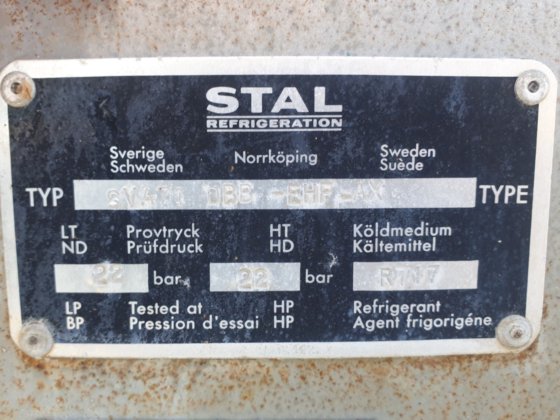 STAL
REFRIGERATION
Sverige Norrköping Sweden
Schweden Suède
TYP TYPE
LT Provtryck HT Köldmedium
ND Prüfdruck HD Kältemittel
22 bar 22 bar R717
LP Tested at HP Refrigerant
BP Pression d'essai HP Agent frigorigéne